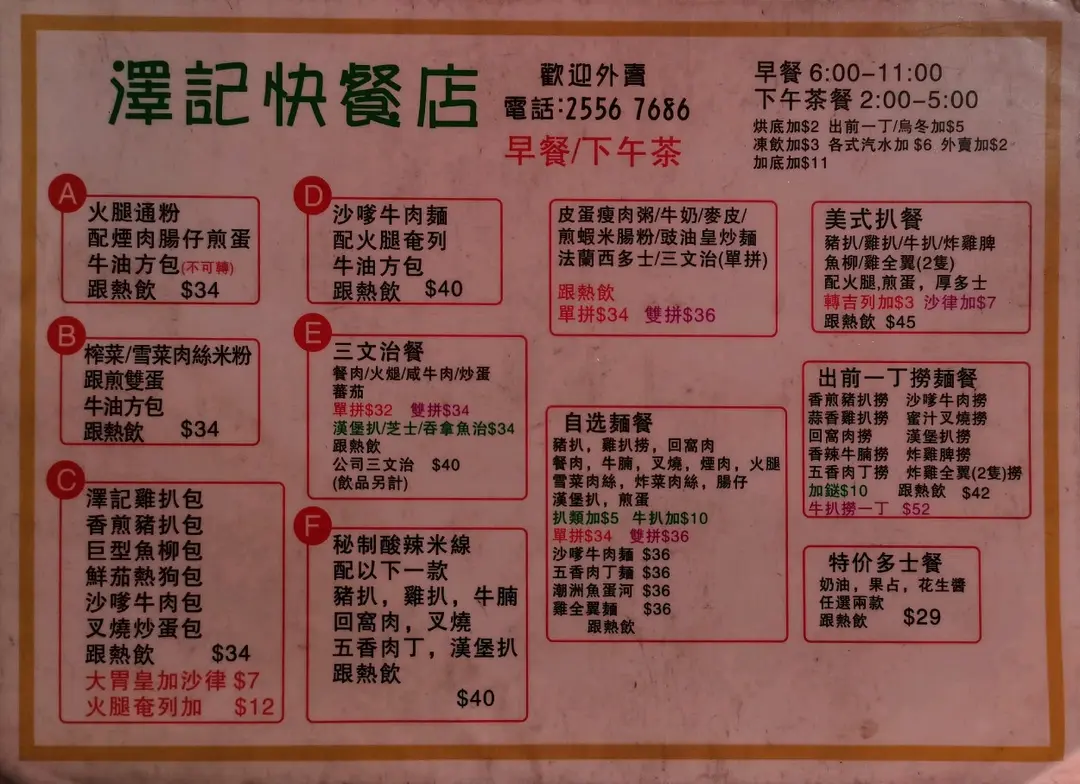 澤記快餐店
歡迎外賣
電話:2556 7686
早餐/下午茶
早餐 6:00-11:00
下午茶餐 2:00-5:00
烘底加$2 出前一丁/烏冬加$5
凍飲加$3 各式汽水加 $6 外賣加$2
加底加$11
A
火腿通粉
配煙肉腸仔煎蛋
牛油方包(不可轉)
跟熱飲 $34
B
榨菜/雪菜肉絲米粉
跟煎雙蛋
牛油方包
跟熱飲 $34
C
澤記雞扒包
香煎豬扒包
巨型魚柳包
鮮茄熱狗包
沙嗲牛肉包
叉燒炒蛋包
跟熱飲 $34
大胃皇加沙律 $7
火腿奄列加 $12
D
沙嗲牛肉麵
配火腿奄列
牛油方包
跟熱飲 $40
E
三文治餐
餐肉/火腿/咸牛肉/炒蛋
蕃茄
單拼$32 雙拼$34
漢堡扒/芝士/吞拿魚治$34
跟熱飲
公司三文治 $40
(飲品另計)
F
秘制酸辣米線
配以下一款
豬扒，雞扒，牛腩
回窩肉，叉燒
五香肉丁，漢堡扒
跟熱飲
$40
皮蛋瘦肉粥/牛奶/麥皮/
煎蝦米腸粉/豉油皇炒麵
法蘭西多士/三文治(單拼)
跟熱飲
單拼$34 雙拼$36
自选麵餐
豬扒，雞扒撈，回窩肉
餐肉，牛腩，叉燒，煙肉，火腿
雪菜肉絲，炸菜肉絲，腸仔
漢堡扒，煎蛋
扒類加$5 牛扒加$10
單拼$34 雙拼$36
沙嗲牛肉麵 $36
五香肉丁麵 $36
潮洲魚蛋河 $36
雞全翼麵 $36
跟熱飲
美式扒餐
豬扒/雞扒/牛扒/炸雞脾
魚柳/雞全翼(2隻)
配火腿,煎蛋，厚多士
轉吉列加$3 沙律加$7
跟熱飲 $45
出前一丁撈麵餐
香煎豬扒撈 沙嗲牛肉撈
蒜香雞扒撈 蜜汁叉燒撈
回窩肉撈 漢堡扒撈
香辣牛腩撈 炸雞脾撈
五香肉丁撈 炸雞全翼(2隻)撈
加餸$10 跟熱飲 $42
牛扒撈一丁 $52
特价多士餐
奶油，果占，花生醬
任選兩款
跟熱飲 $29